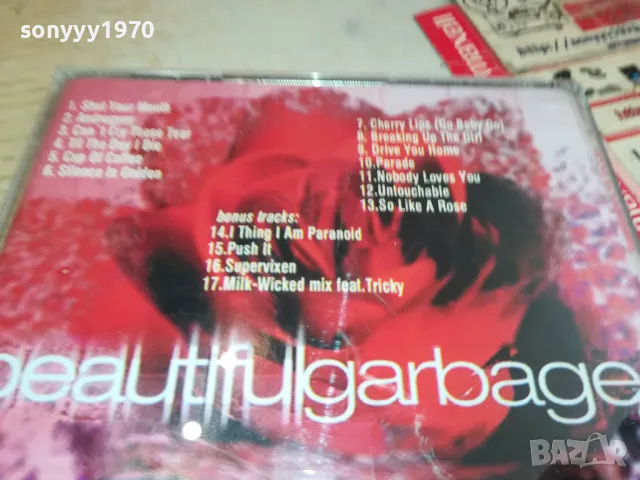 sonyyy1970
1. Shut Your Mouth
2. Androgyny
3. Can't Cry These Tear
4. Til The Day I Die
5. Cup Of Coffee
6. Silence Is Golden
7. Cherry Lips (Go Baby Go)
8. Breaking Up The Girl
9. Drive You Home
10. Parade
11. Nobody Loves You
12. Untouchable
13. So Like A Rose
bonus tracks:
14. I Thing I Am Paranoid
15. Push It
16. Supervixen
17. Milk-Wicked mix feat. Tricky
beautifulgarbage
BAZAR
bg